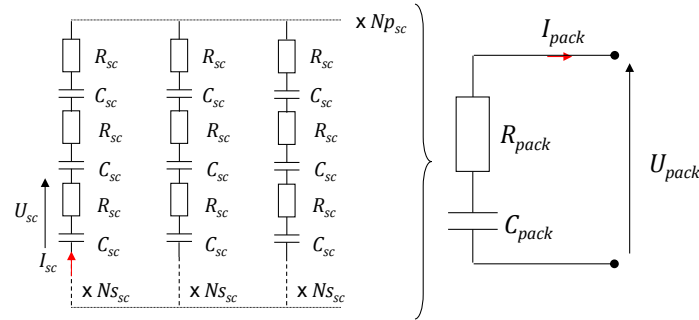 x Np_sc
R_sc R_sc R_sc
C_sc C_sc C_sc
R_sc R_sc R_sc
C_sc C_sc C_sc
R_sc R_sc R_sc
U_sc
C_sc C_sc C_sc
I_sc
x Ns_sc x Ns_sc x Ns_sc
I_pack
R_pack
U_pack
C_pack